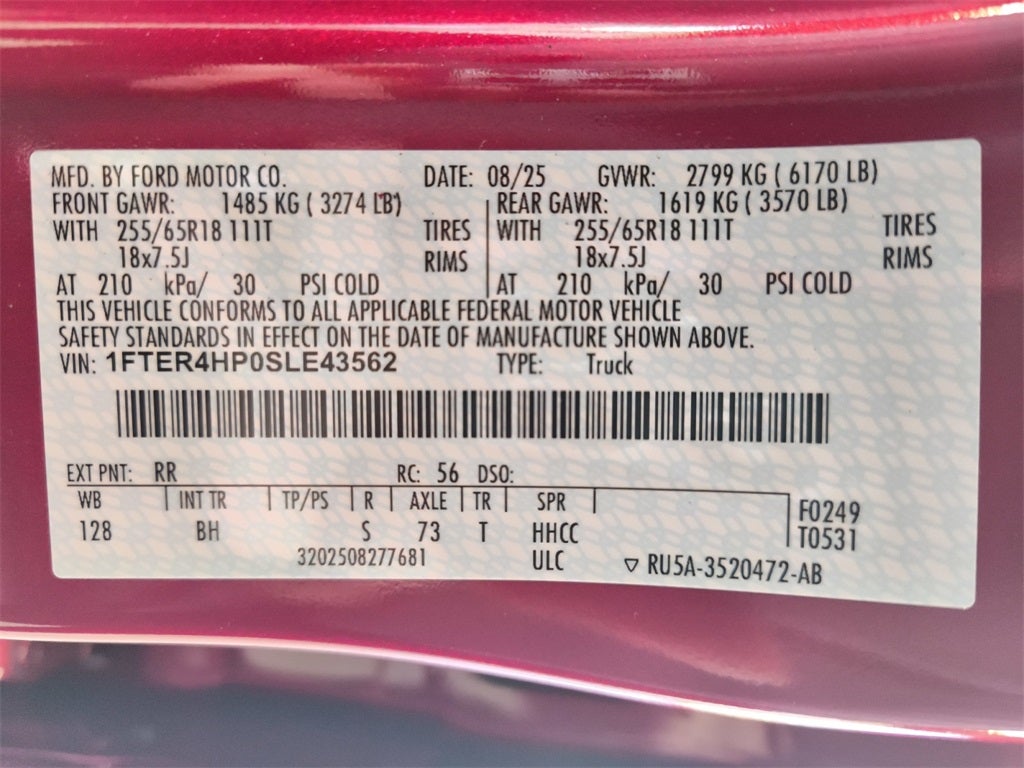 MFD. BY FORD MOTOR CO. DATE: 08/25 GVWR: 2799 KG ( 6170 LB)
FRONT GAWR: 1485 KG ( 3274 LB) REAR GAWR: 1619 KG ( 3570 LB)
WITH 255/65R18 111T TIRES WITH 255/65R18 111T TIRES
18x7.5J RIMS 18x7.5J RIMS
AT 210 kPa/ 30 PSI COLD AT 210 kPa/ 30 PSI COLD
THIS VEHICLE CONFORMS TO ALL APPLICABLE FEDERAL MOTOR VEHICLE
SAFETY STANDARDS IN EFFECT ON THE DATE OF MANUFACTURE SHOWN ABOVE.
VIN: 1FTER4HP0SLE43562 TYPE: Truck
EXT PNT: RR RC: 56 DSO:
WB INT TR TP/PS R AXLE TR SPR F0249
128 BH S 73 T HHCC T0531
3202508277681 ULC ▽ RU5A-3520472-AB